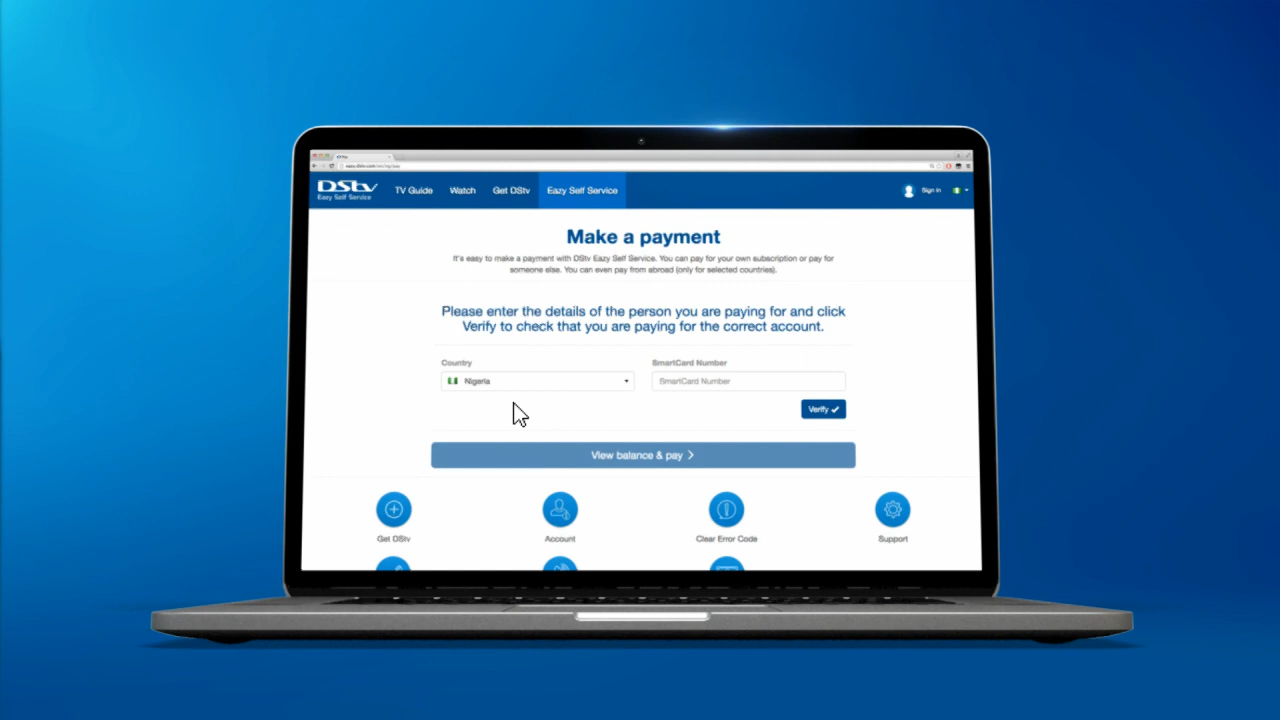 DStv
DStv
Eazy Self Service
TV Guide
Watch
Get DStv
Eazy Self Service
Sign in
Make a payment
It's easy to make a payment with DStv Eazy Self Service. You can pay for your own subscription or pay for
someone else. You can even pay from abroad (only for selected countries).
Please enter the details of the person you are paying for and click
Verify to check that you are paying for the correct account.
Country
SmartCard Number
Nigeria
SmartCard Number
Verify
View balance & pay
Get DStv
Account
Clear Error Code
Support